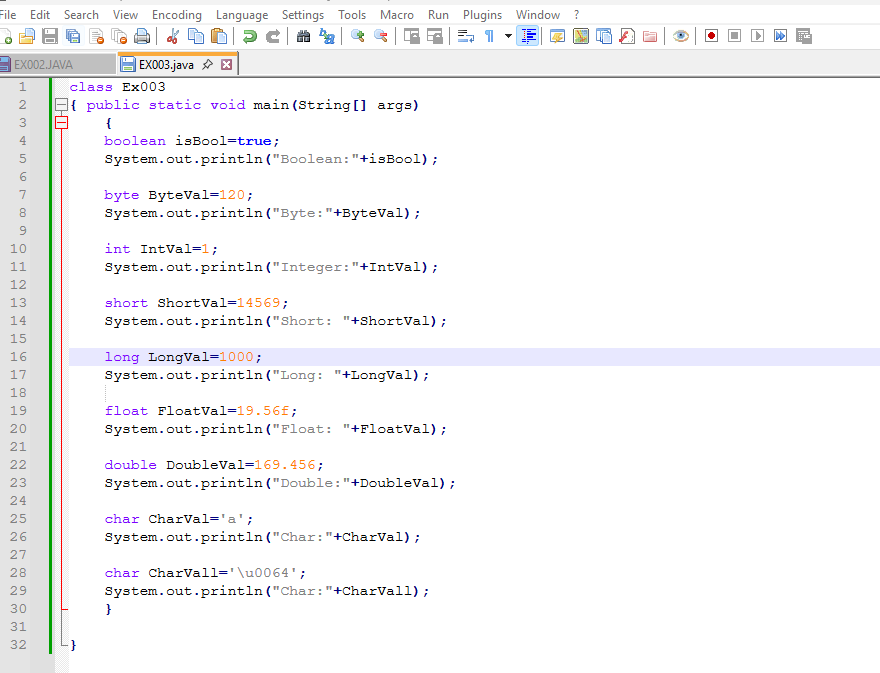 File Edit Search View Encoding Language Settings Tools Macro Run Plugins Window ?
EX002.JAVA EX003.java
1 class Ex003
2 { public static void main(String[] args)
3 {
4 boolean isBool=true;
5 System.out.println("Boolean:"+isBool);
6
7 byte ByteVal=120;
8 System.out.println("Byte:"+ByteVal);
9
10 int IntVal=1;
11 System.out.println("Integer:"+IntVal);
12
13 short ShortVal=14569;
14 System.out.println("Short: "+ShortVal);
15
16 long LongVal=1000;
17 System.out.println("Long: "+LongVal);
18
19 float FloatVal=19.56f;
20 System.out.println("Float: "+FloatVal);
21
22 double DoubleVal=169.456;
23 System.out.println("Double:"+DoubleVal);
24
25 char CharVal='a';
26 System.out.println("Char:"+CharVal);
27
28 char CharVall='\u0064';
29 System.out.println("Char:"+CharVall);
30 }
31
32 }